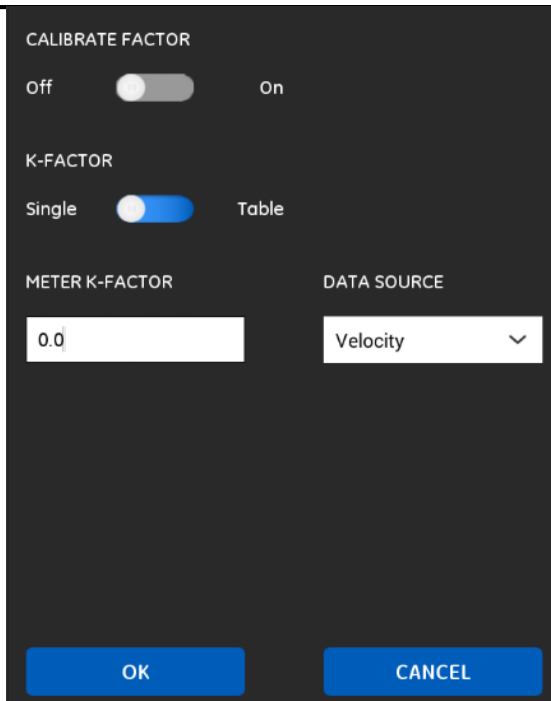 CALIBRATE FACTOR
Off On
K-FACTOR
Single Table
METER K-FACTOR DATA SOURCE
0.0 Velocity
OK CANCEL